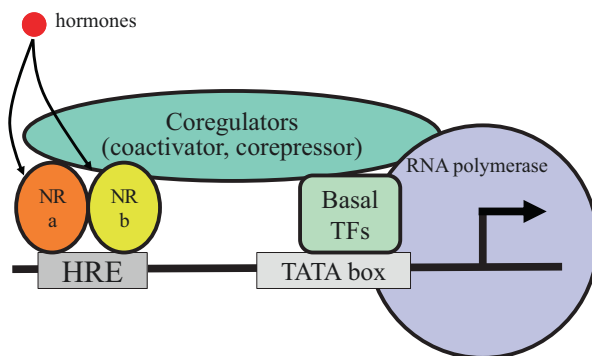 hormones
Coregulators
(coactivator, corepressor)
RNA polymerase
NR
a
NR
b
Basal
TFs
HRE
TATA box